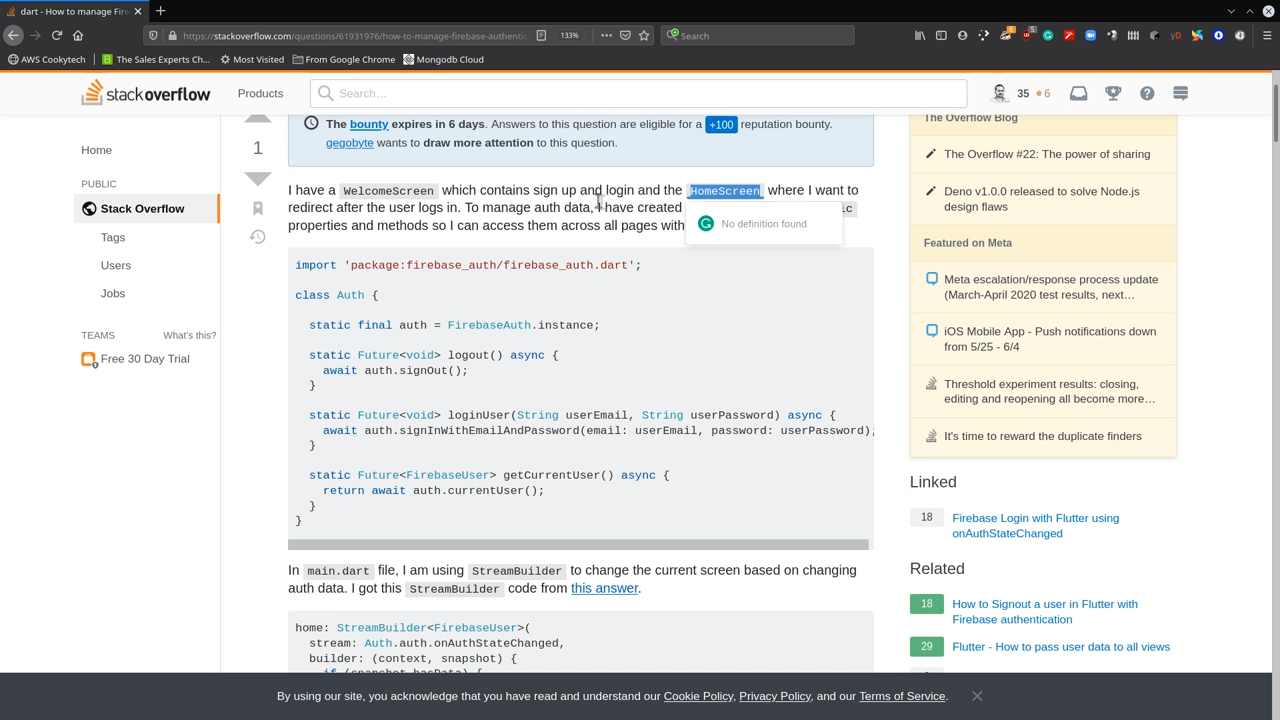 dart - How to manage Fire
https://stackoverflow.com/questions/61931976/how-to-manage-firebase-authentic
133%
Search
AWS Cookytech
The Sales Experts Ch…
Most Visited
From Google Chrome
Mongodb Cloud
stackoverflow
Products
Search…
35
6
Home
PUBLIC
Stack Overflow
Tags
Users
Jobs
TEAMS
What's this?
Free 30 Day Trial
1
The bounty expires in 6 days. Answers to this question are eligible for a +100 reputation bounty.
gegobyte wants to draw more attention to this question.
I have a WelcomeScreen which contains sign up and login and the HomeScreen where I want to
redirect after the user logs in. To manage auth data, I have created
properties and methods so I can access them across all pages with
No definition found
import 'package:firebase_auth/firebase_auth.dart';
class Auth {
static final auth = FirebaseAuth.instance;
static Future<void> logout() async {
await auth.signOut();
}
static Future<void> loginUser(String userEmail, String userPassword) async {
await auth.signInWithEmailAndPassword(email: userEmail, password: userPassword);
}
static Future<FirebaseUser> getCurrentUser() async {
return await auth.currentUser();
}
}
In main.dart file, I am using StreamBuilder to change the current screen based on changing
auth data. I got this StreamBuilder code from this answer.
home: StreamBuilder<FirebaseUser>(
stream: Auth.auth.onAuthStateChanged,
builder: (context, snapshot) {
The Overflow Blog
The Overflow #22: The power of sharing
Deno v1.0.0 released to solve Node.js
design flaws
Featured on Meta
Meta escalation/response process update
(March-April 2020 test results, next…
iOS Mobile App - Push notifications down
from 5/25 - 6/4
Threshold experiment results: closing,
editing and reopening all become more…
It's time to reward the duplicate finders
Linked
18
Firebase Login with Flutter using
onAuthStateChanged
Related
18
How to Signout a user in Flutter with
Firebase authentication
29
Flutter - How to pass user data to all views
By using our site, you acknowledge that you have read and understand our Cookie Policy, Privacy Policy, and our Terms of Service.